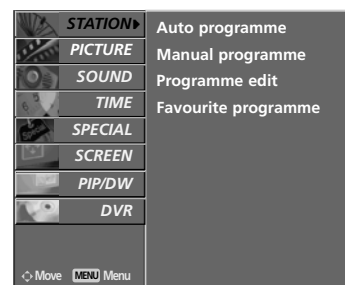 STATION
PICTURE
SOUND
TIME
SPECIAL
SCREEN
PIP/DW
DVR
Move MENU Menu
Auto programme
Manual programme
Programme edit
Favourite programme